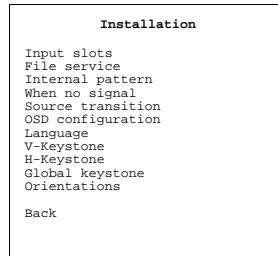 Installation
Input slots
File service
Internal pattern
When no signal
Source transition
OSD configuration
Language
V-Keystone
H-Keystone
Global keystone
Orientations
Back